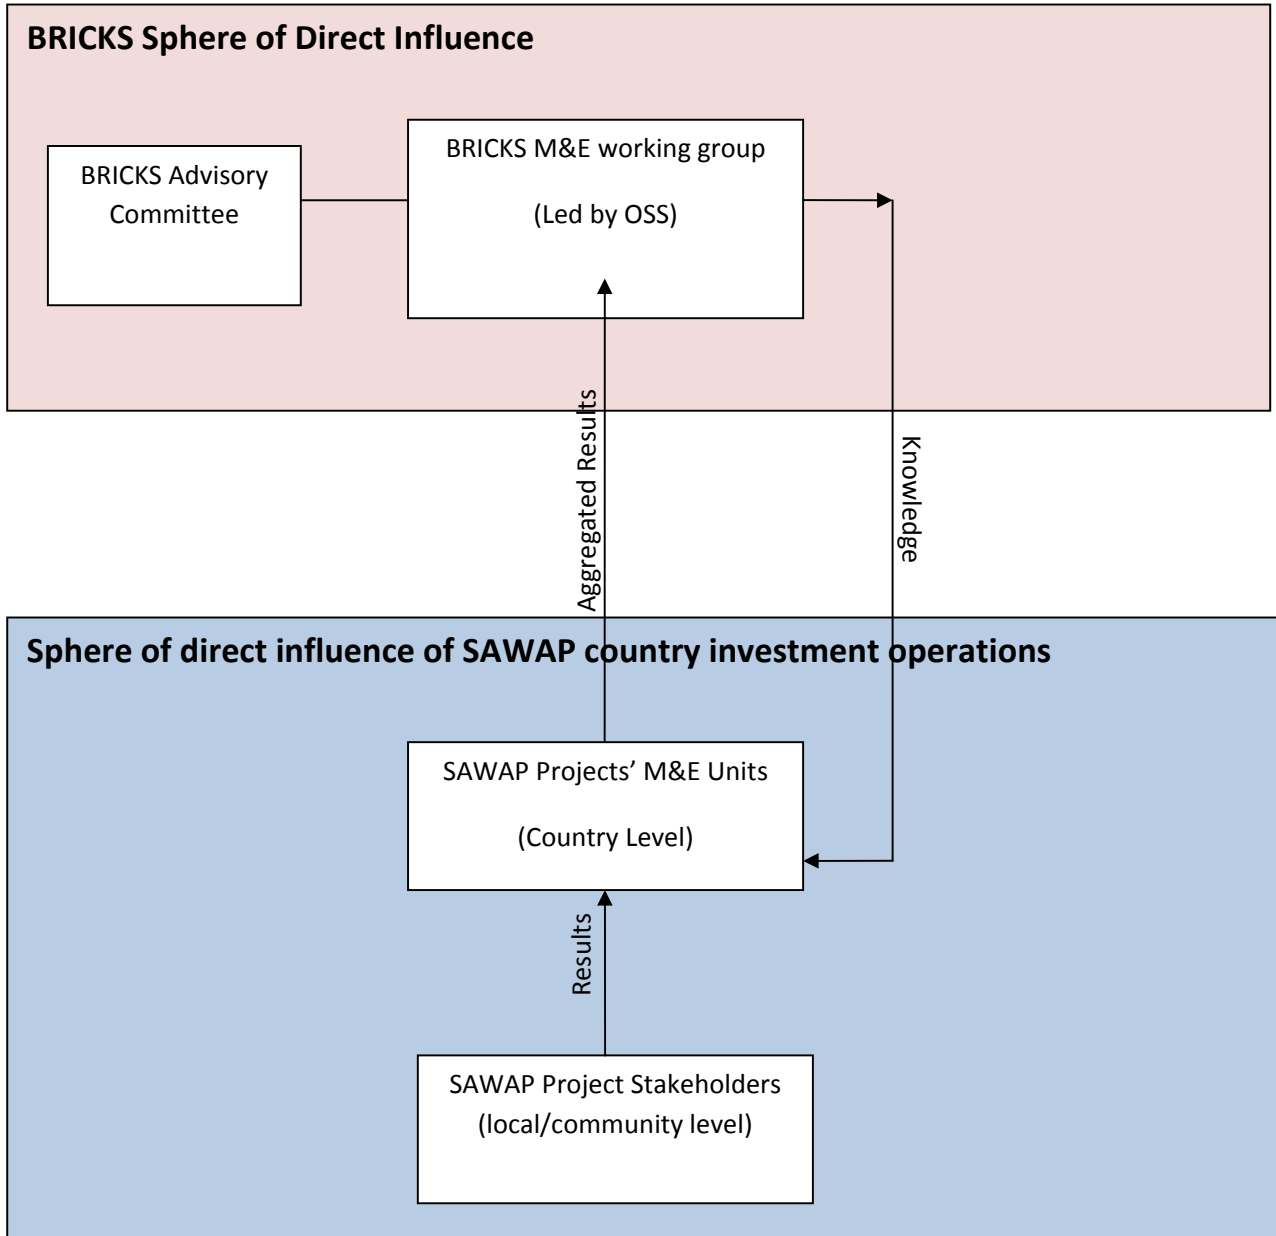 BRICKS Sphere of Direct Influence
BRICKS Advisory
Committee
BRICKS M&E working group
(Led by OSS)
Aggregated Results
Knowledge
Sphere of direct influence of SAWAP country investment operations
SAWAP Projects’ M&E Units
(Country Level)
Results
SAWAP Project Stakeholders
(local/community level)